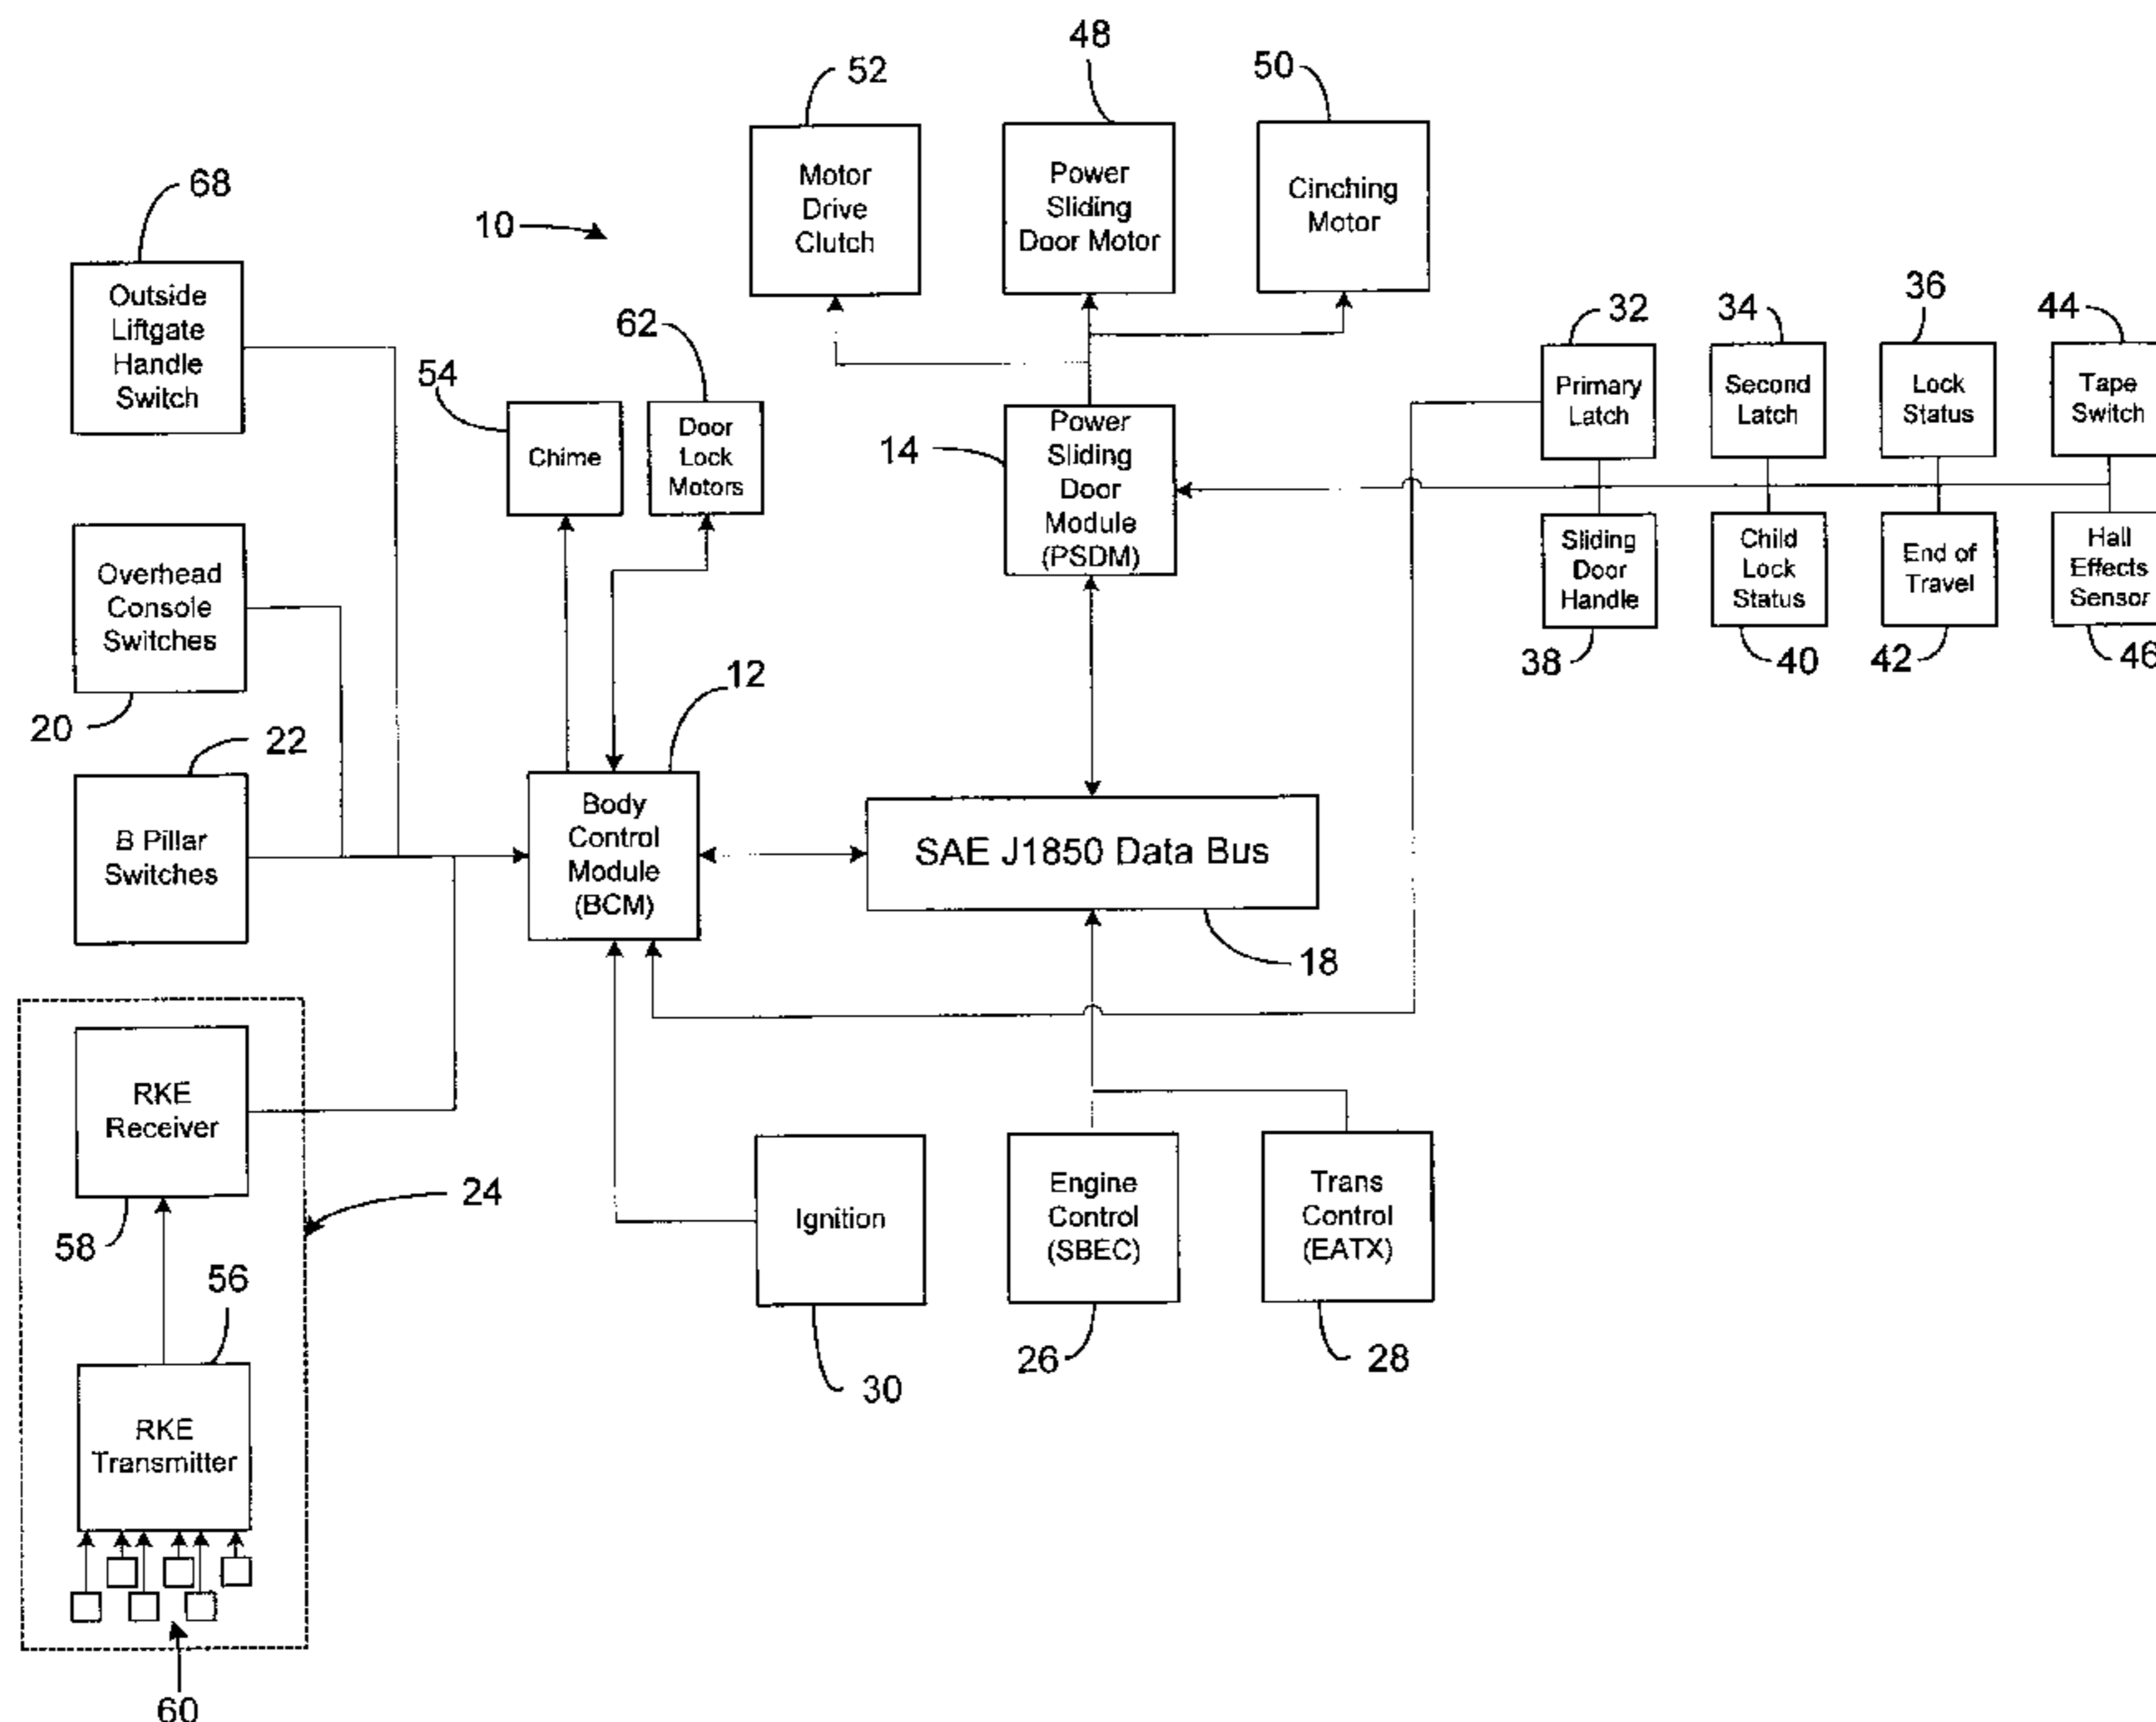 48
52
50
Motor
Drive
Clutch
Power
Sliding
Door Motor
Cinching
Motor
68
10
Outside
Liftgate
Handle
Switch
62
54
Chime
Door
Lock
Motors
14
Power
Sliding
Door
Module
(PSDM)
32
34
36
44
Primary
Latch
Second
Latch
Lock
Status
Tape
Switch
Sliding
Door
Handle
Child
Lock
Status
End of
Travel
Hall
Effects
Sensor
38
40
42
46
Overhead
Console
Switches
20
22
B Pillar
Switches
12
Body
Control
Module
(BCM)
SAE J1850 Data Bus
18
RKE
Receiver
58
24
56
RKE
Transmitter
60
Ignition
30
Engine
Control
(SBEC)
26
Trans
Control
(EATX)
28